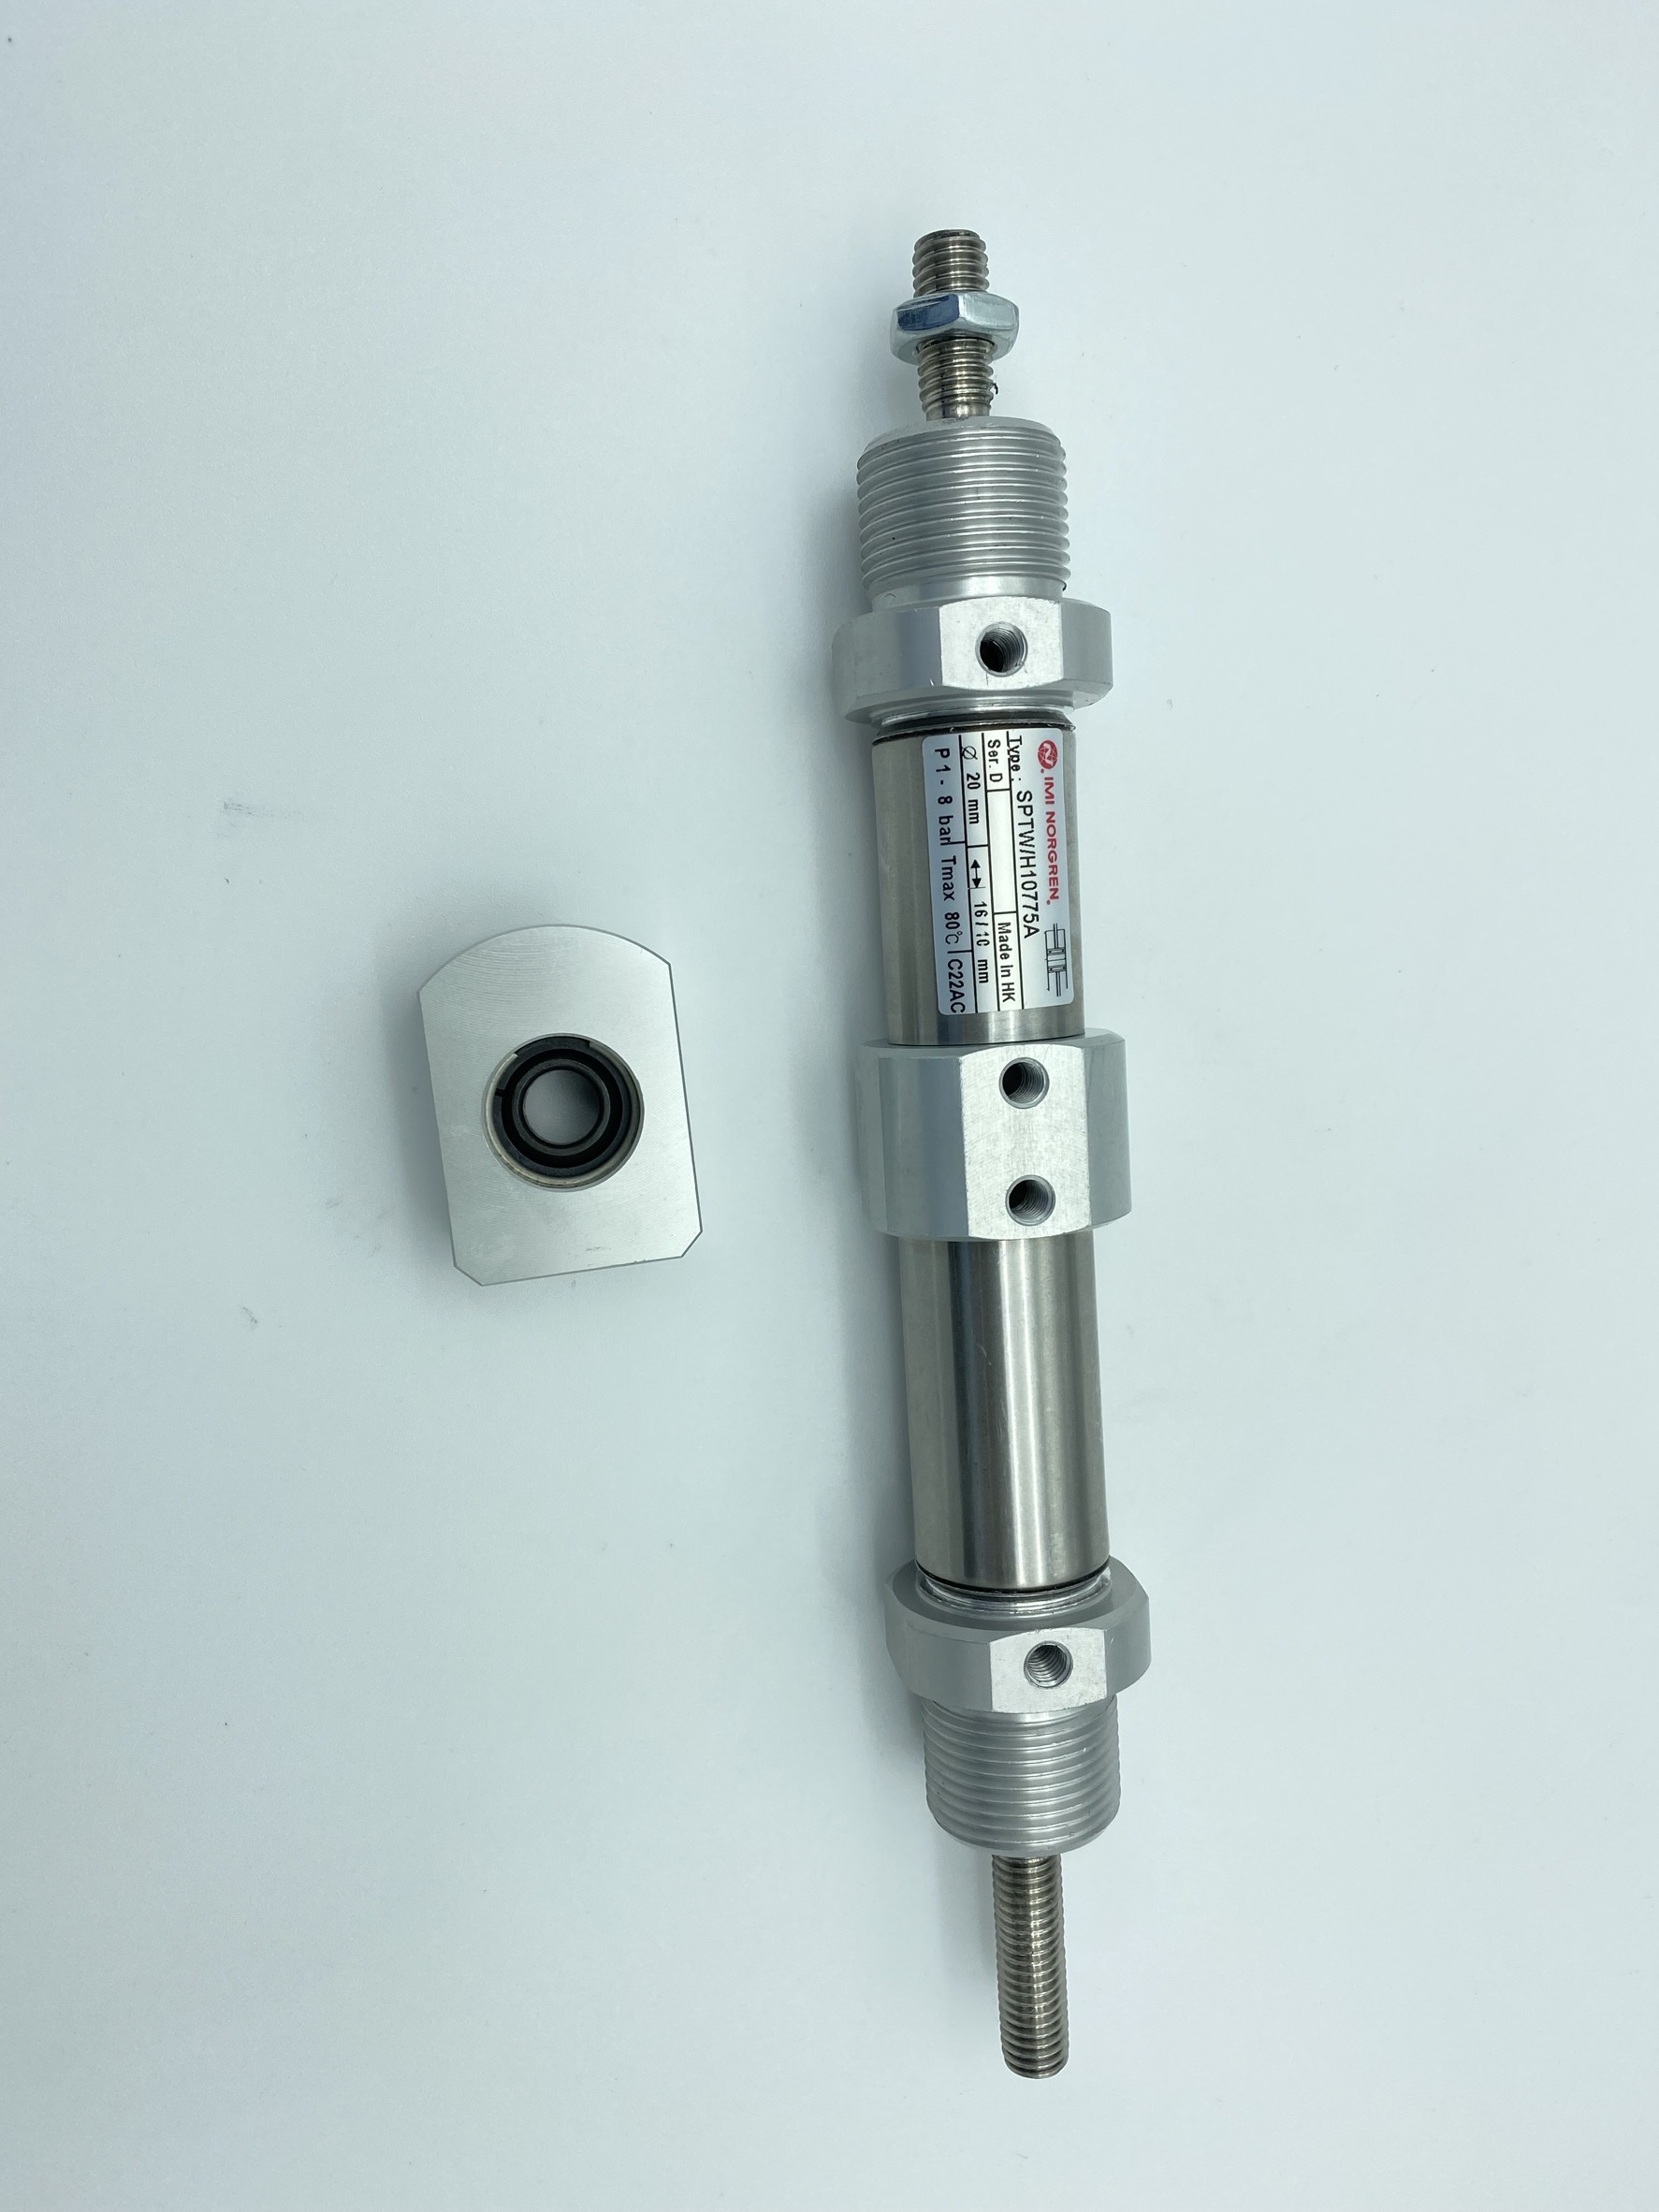 IMI NORGREN
Type : SPTW/H10775A
Ser. D Made In HK
Ø 20 mm 16 / 10 mm
P 1 - 8 bar Tmax 80°C C22AC